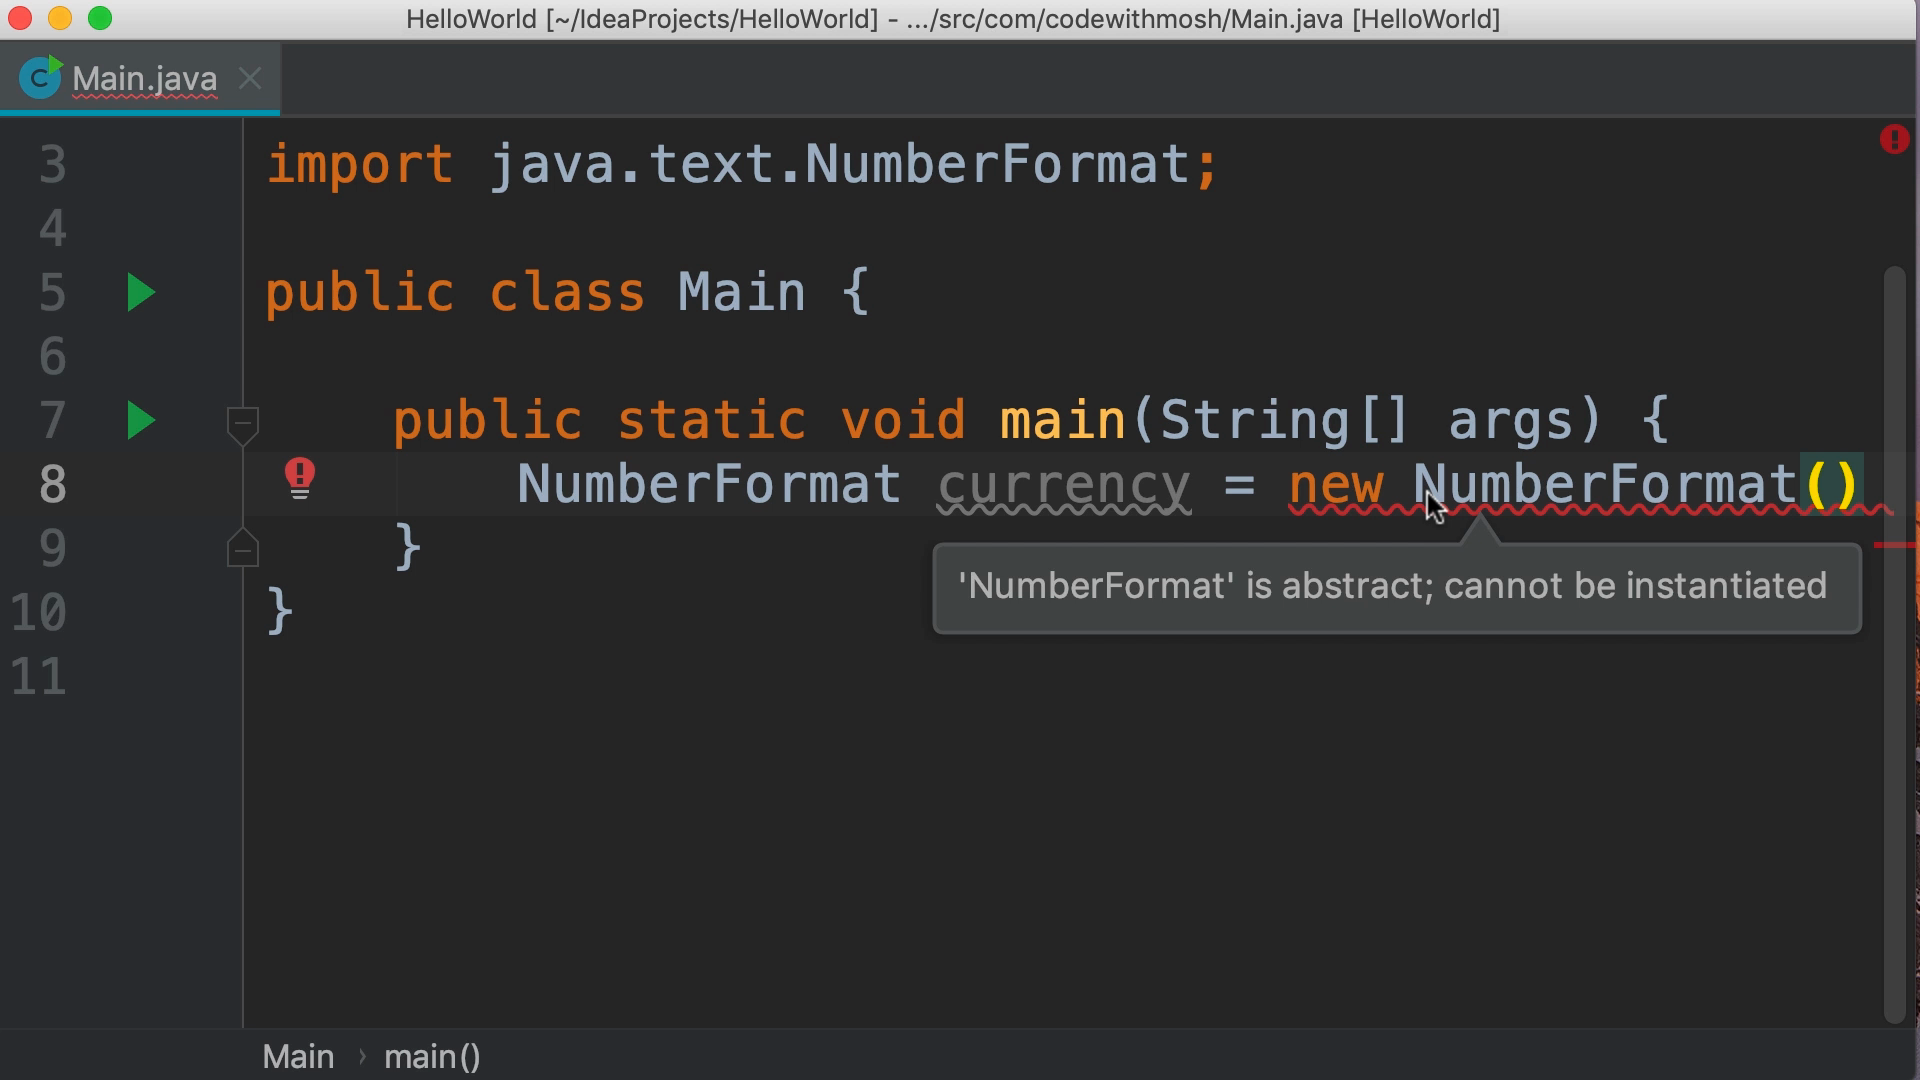 HelloWorld [~/IdeaProjects/HelloWorld] - .../src/com/codewithmosh/Main.java [HelloWorld]
Main.java
3 import java.text.NumberFormat;
4
5 public class Main {
6
7 public static void main(String[] args) {
8 NumberFormat currency = new NumberFormat()
9 }
'NumberFormat' is abstract; cannot be instantiated
10 }
11
Main › main()